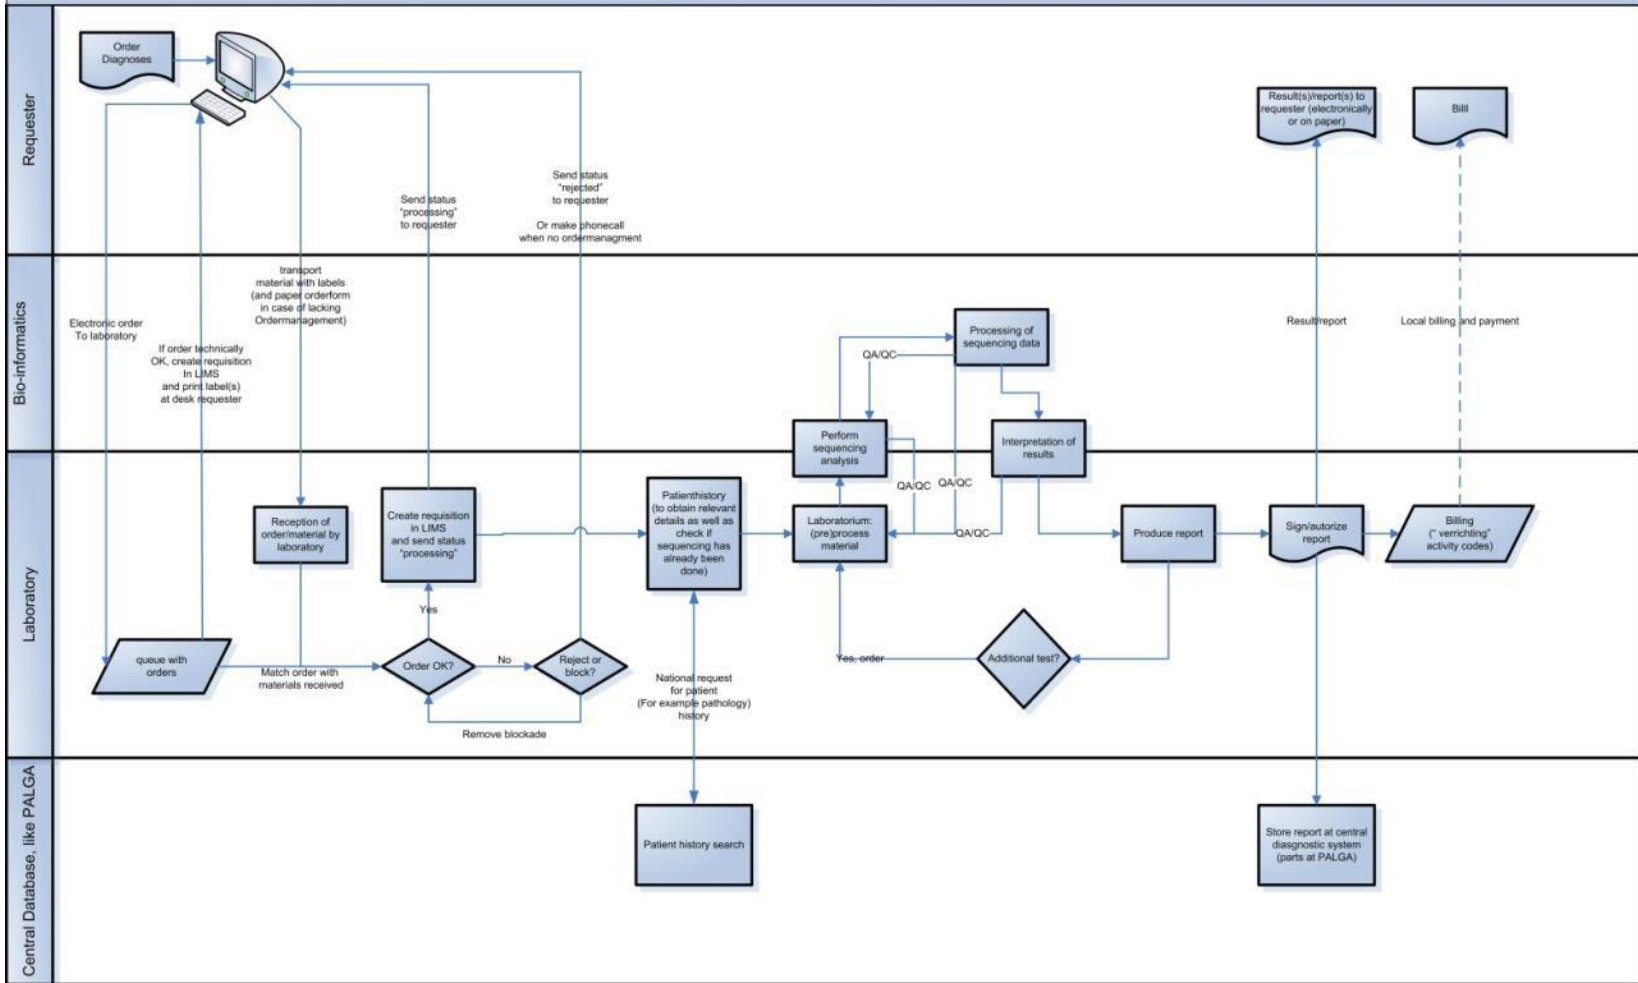 Requester
Order
Diagnoses
Result(s)/report(s) to
requester (electronically
or on paper)
Billl
Send status
“processing”
to requester
Send status
“rejected”
to requester
Or make phonecall
when no ordermanagment
Bio-informatics
Electronic order
To laboratory
If order technically
OK, create requisition
In LIMS
and print label(s)
at desk requester
transport
material with labels
(and paper orderform
in case of lacking
Ordermanagement)
Processing of
sequencing data
QA/QC
Perform
sequencing
analysis
Interpretation of
results
Result/report
Local billing and payment
Laboratory
Reception of
order/material by
laboratory
Create requisition
in LIMS
and send status
“processing”
Patienthistory
(to obtain relevant
details as well as
check if
sequencing has
already been
done)
Laboratorium:
(pre)process
material
QA/QC
QA/QC
QA/QC
Produce report
Sign/autorize
report
Billing
(“ verrichting”
activity codes)
Yes
queue with
orders
Match order with
materials received
Order OK?
No
Reject or
block?
Remove blockade
National request
for patient
(For example pathology)
history
Yes, order
Additional test?
Central Database, like PALGA
Patient history search
Store report at central
diasgnostic system
(parts at PALGA)